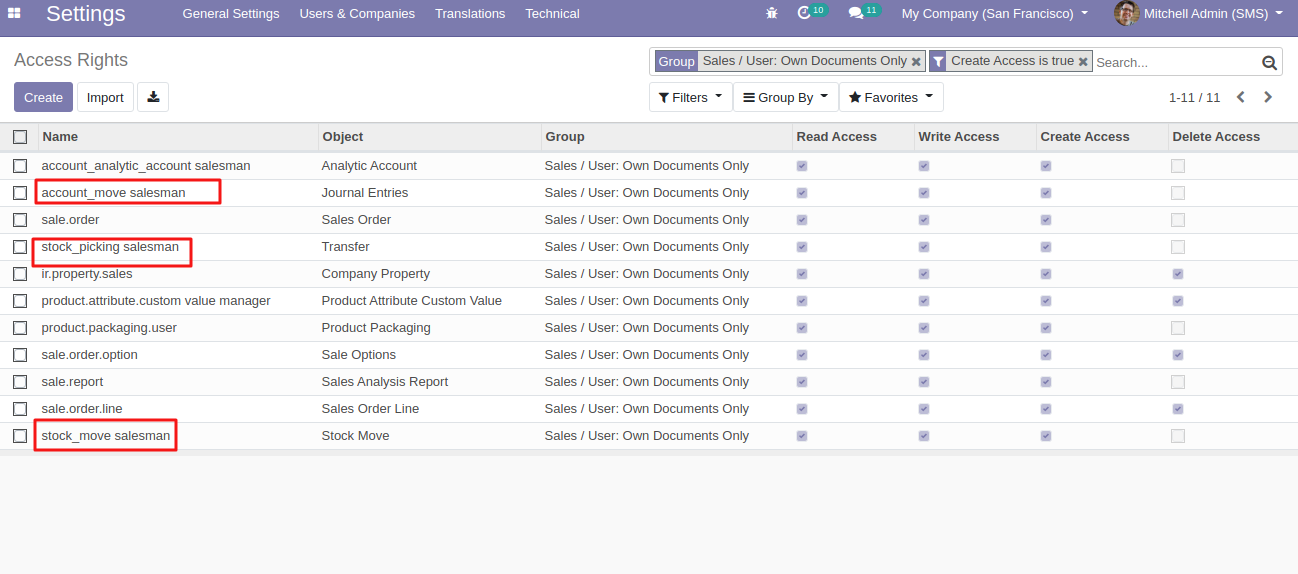 Settings General Settings Users & Companies Translations Technical 10 11 My Company (San Francisco) Mitchell Admin (SMS)
Access Rights Group Sales / User: Own Documents Only Create Access is true Search...
Create Import Filters Group By Favorites 1-11 / 11
Name Object Group Read Access Write Access Create Access Delete Access
account_analytic_account salesman Analytic Account Sales / User: Own Documents Only
account_move salesman Journal Entries Sales / User: Own Documents Only
sale.order Sales Order Sales / User: Own Documents Only
stock_picking salesman Transfer Sales / User: Own Documents Only
ir.property.sales Company Property Sales / User: Own Documents Only
product.attribute.custom value manager Product Attribute Custom Value Sales / User: Own Documents Only
product.packaging.user Product Packaging Sales / User: Own Documents Only
sale.order.option Sale Options Sales / User: Own Documents Only
sale.report Sales Analysis Report Sales / User: Own Documents Only
sale.order.line Sales Order Line Sales / User: Own Documents Only
stock_move salesman Stock Move Sales / User: Own Documents Only